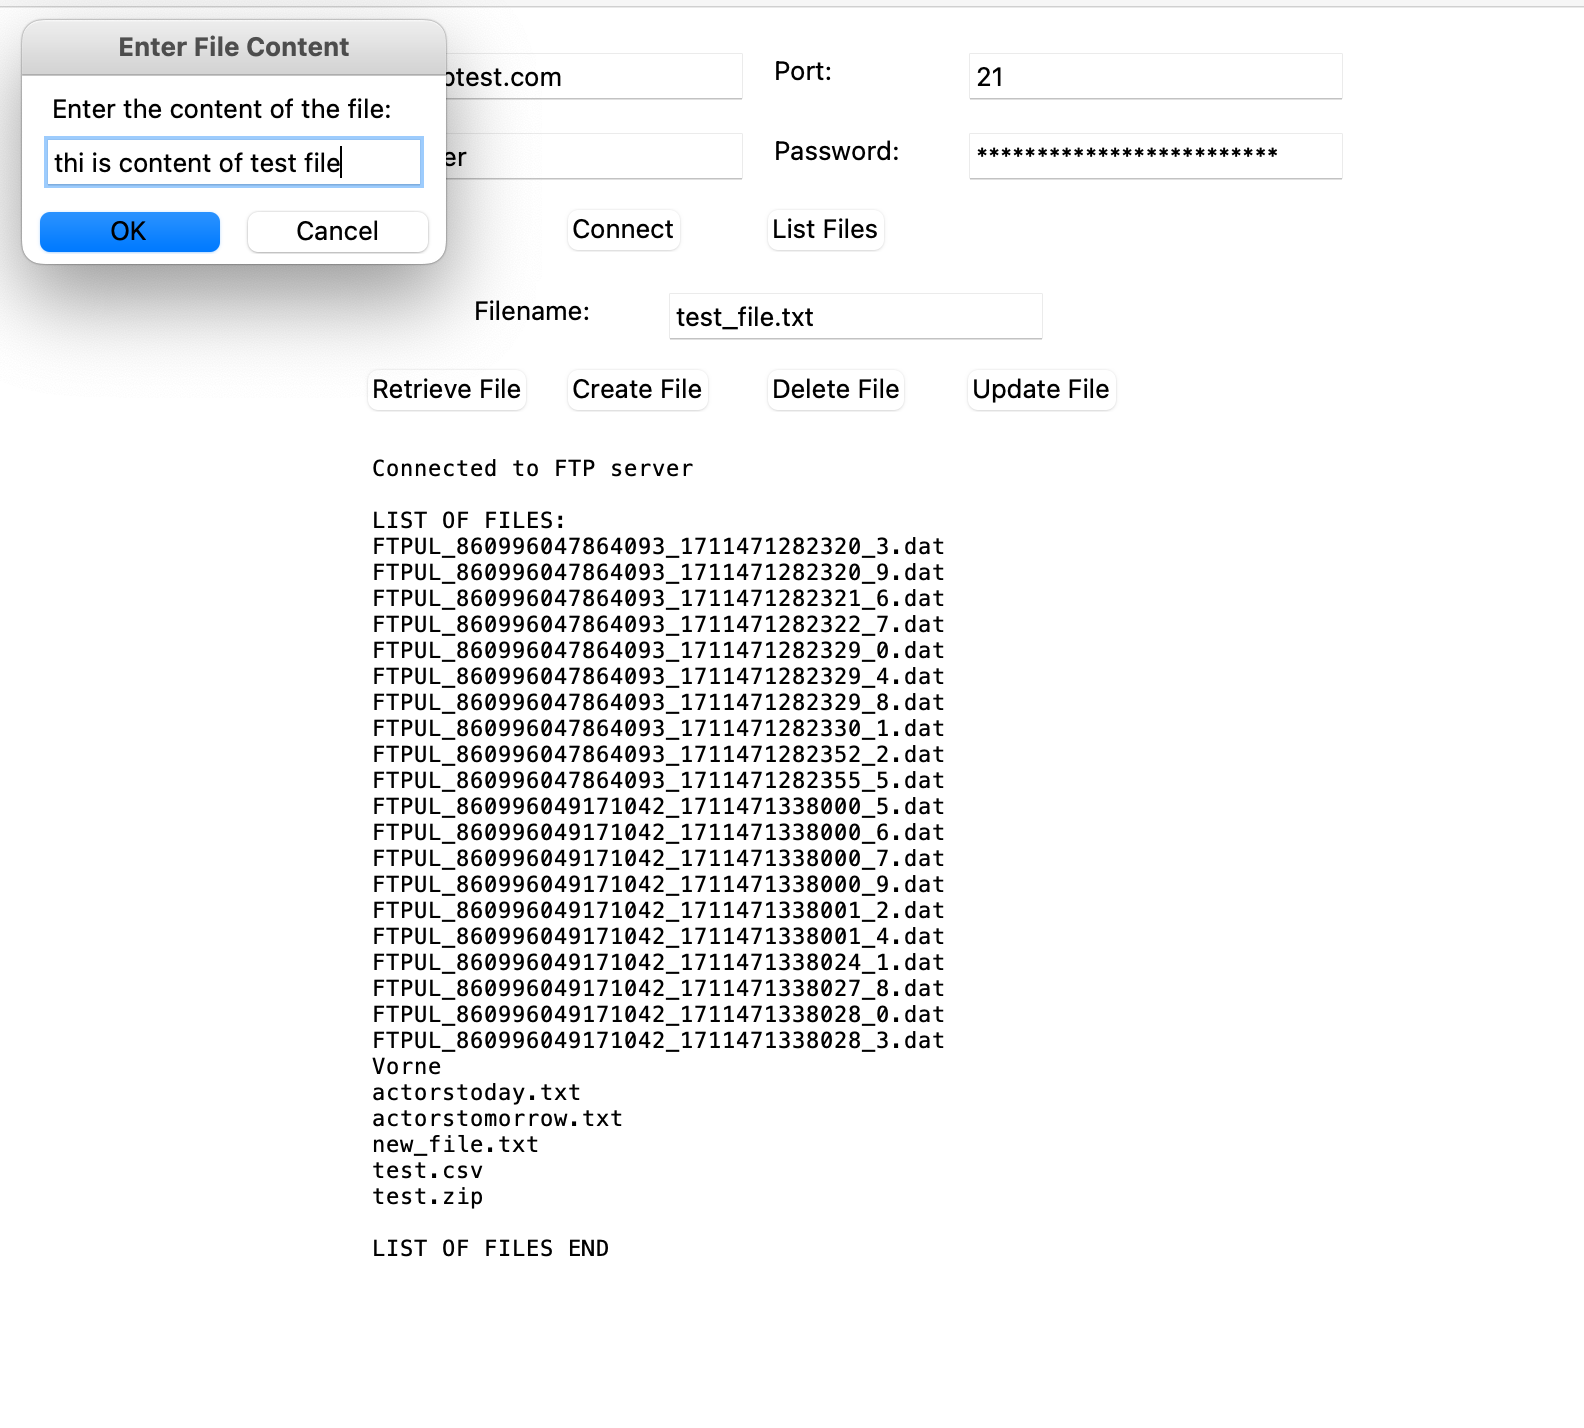 Enter File Content
Enter the content of the file:
thi is content of test file
OK Cancel
Port: 21
Password: *************************
Connect List Files
Filename: test_file.txt
Retrieve File Create File Delete File Update File
Connected to FTP server
LIST OF FILES:
FTPUL_860996047864093_1711471282320_3.dat
FTPUL_860996047864093_1711471282320_9.dat
FTPUL_860996047864093_1711471282321_6.dat
FTPUL_860996047864093_1711471282322_7.dat
FTPUL_860996047864093_1711471282329_0.dat
FTPUL_860996047864093_1711471282329_4.dat
FTPUL_860996047864093_1711471282329_8.dat
FTPUL_860996047864093_1711471282330_1.dat
FTPUL_860996047864093_1711471282352_2.dat
FTPUL_860996047864093_1711471282355_5.dat
FTPUL_860996049171042_1711471338000_5.dat
FTPUL_860996049171042_1711471338000_6.dat
FTPUL_860996049171042_1711471338000_7.dat
FTPUL_860996049171042_1711471338000_9.dat
FTPUL_860996049171042_1711471338001_2.dat
FTPUL_860996049171042_1711471338001_4.dat
FTPUL_860996049171042_1711471338024_1.dat
FTPUL_860996049171042_1711471338027_8.dat
FTPUL_860996049171042_1711471338028_0.dat
FTPUL_860996049171042_1711471338028_3.dat
Vorne
actorstoday.txt
actorstomorrow.txt
new_file.txt
test.csv
test.zip
LIST OF FILES END